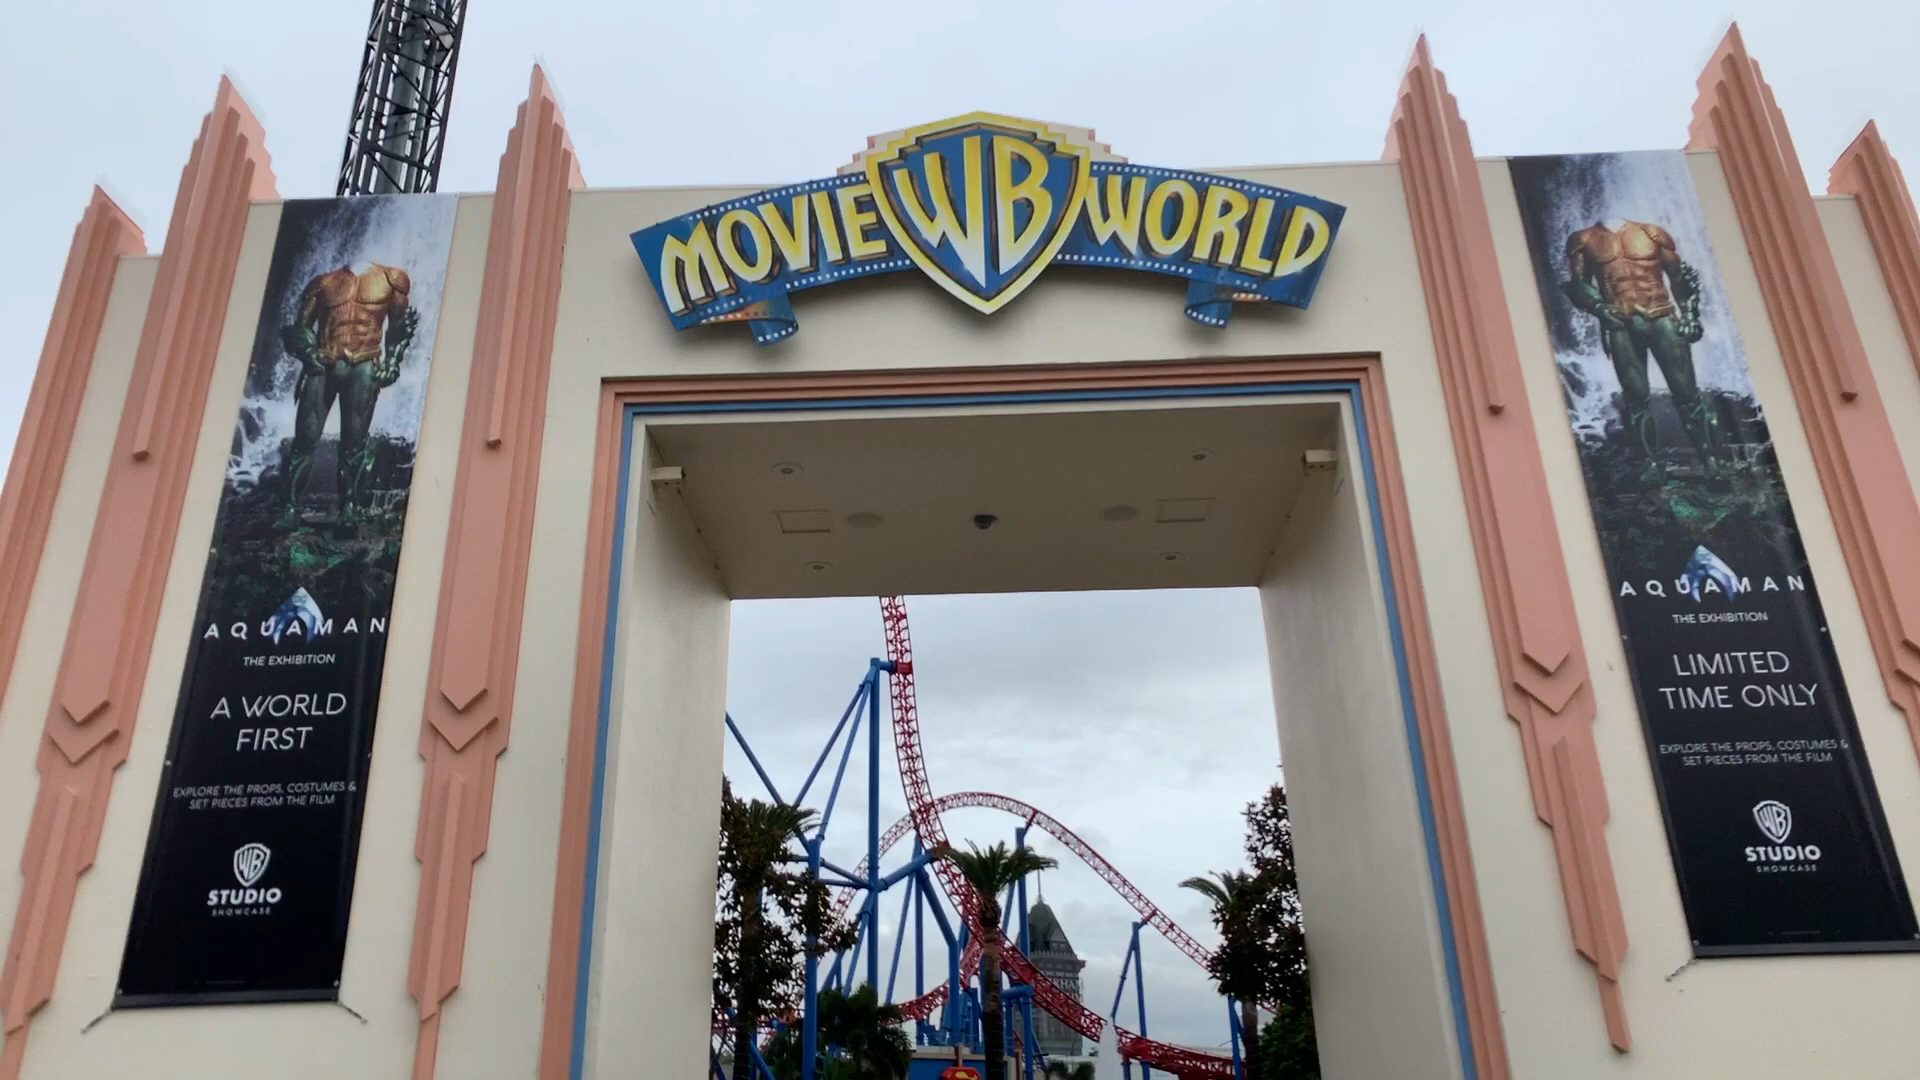 MOVIE WB WORLD
AQUAMAN
THE EXHIBITION
A WORLD
FIRST
EXPLORE THE PROPS, COSTUMES &
SET PIECES FROM THE FILM
WB
STUDIO
SHOWCASE
AQUAMAN
THE EXHIBITION
LIMITED
TIME ONLY
EXPLORE THE PROPS, COSTUMES &
SET PIECES FROM THE FILM
WB
STUDIO
SHOWCASE